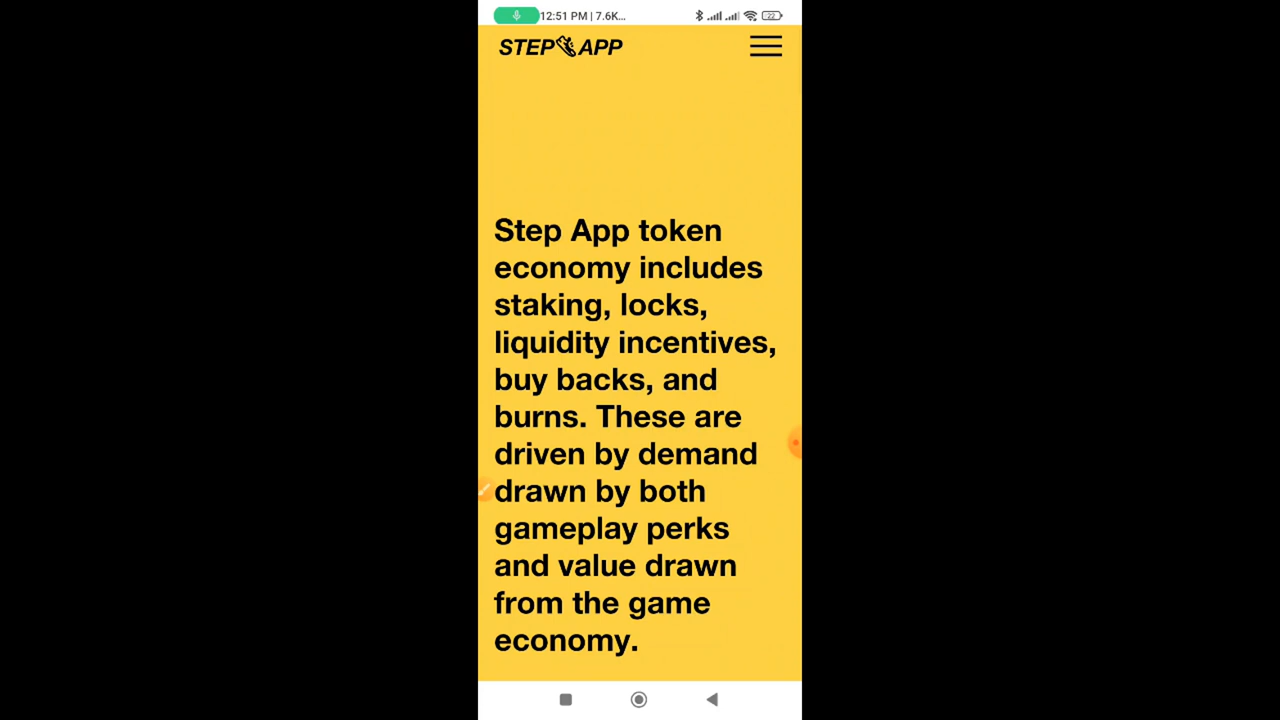 12:51 PM | 7.6K...
22
STEP APP
Step App token
economy includes
staking, locks,
liquidity incentives,
buy backs, and
burns. These are
driven by demand
drawn by both
gameplay perks
and value drawn
from the game
economy.